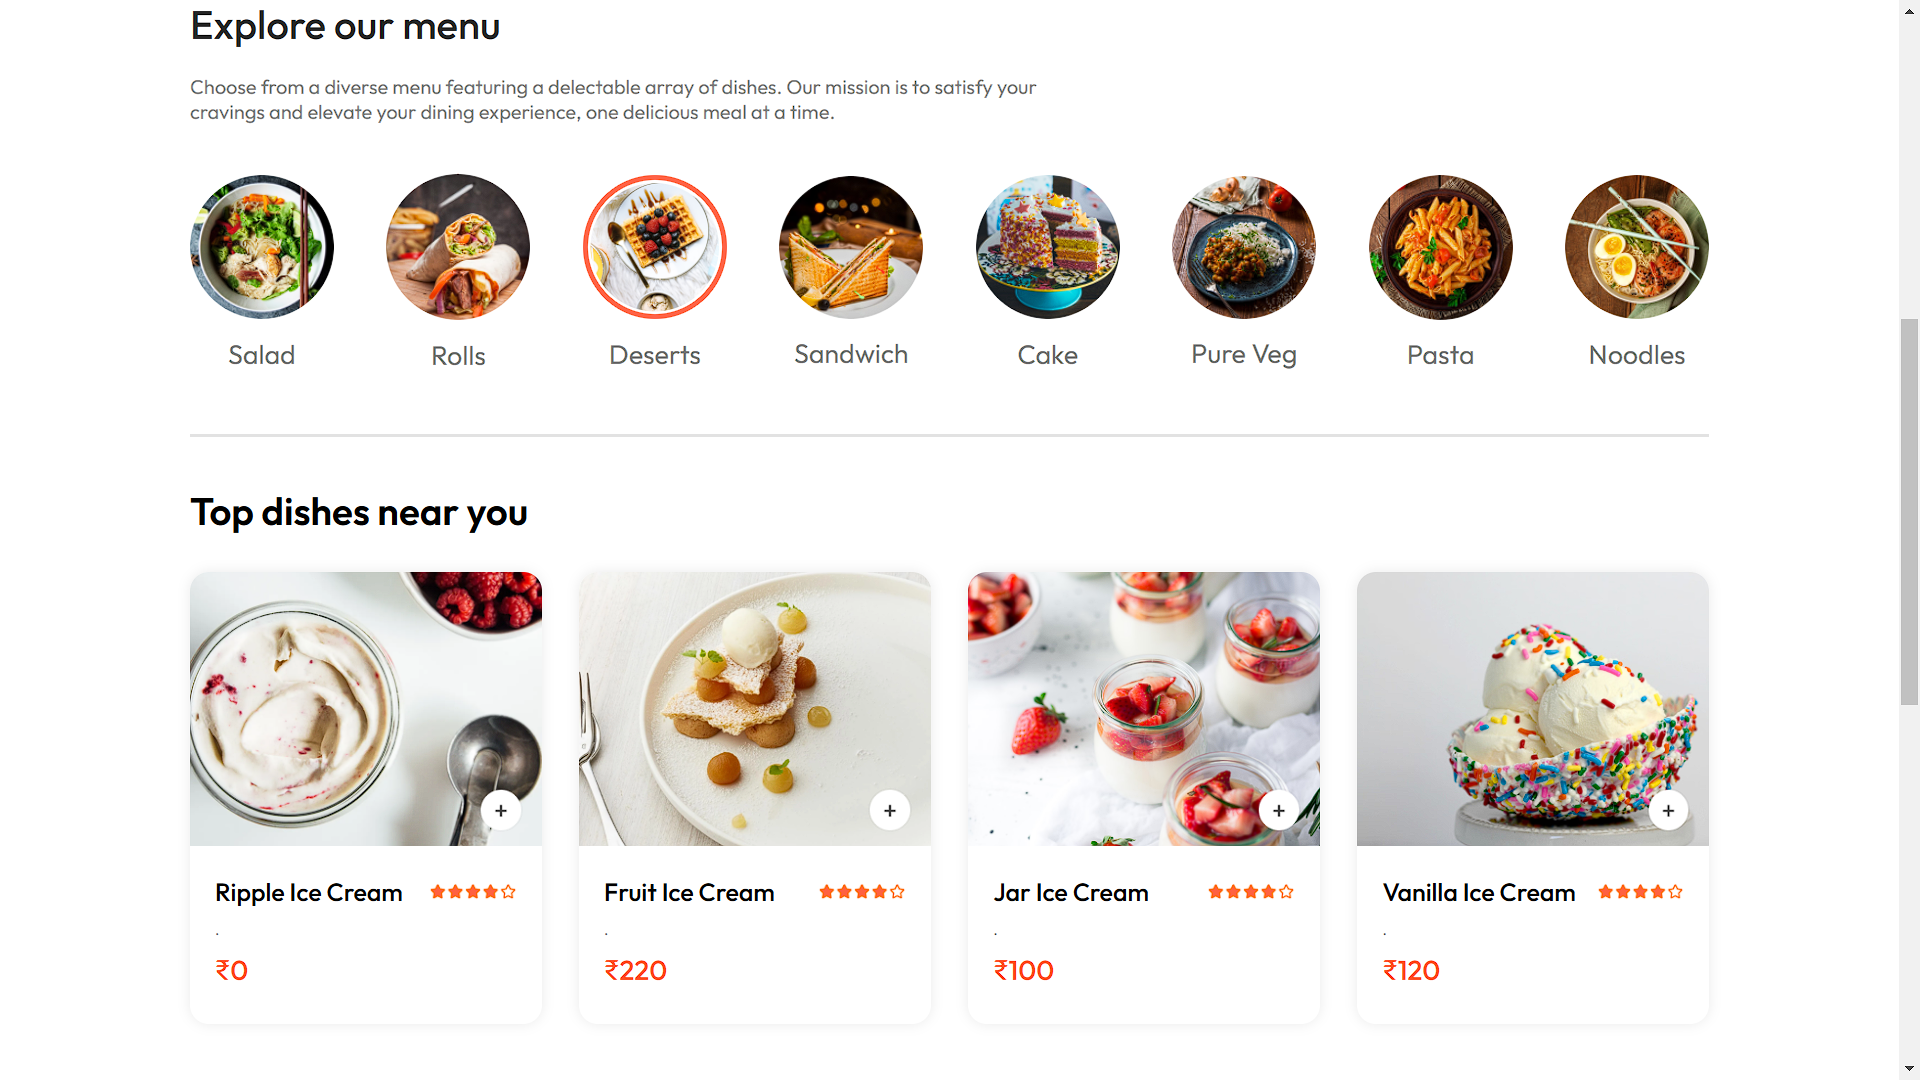 Explore our menu
Choose from a diverse menu featuring a delectable array of dishes. Our mission is to satisfy your
cravings and elevate your dining experience, one delicious meal at a time.
Salad
Rolls
Deserts
Sandwich
Cake
Pure Veg
Pasta
Noodles
Top dishes near you
Ripple Ice Cream
.
₹0
Fruit Ice Cream
.
₹220
Jar Ice Cream
.
₹100
Vanilla Ice Cream
.
₹120